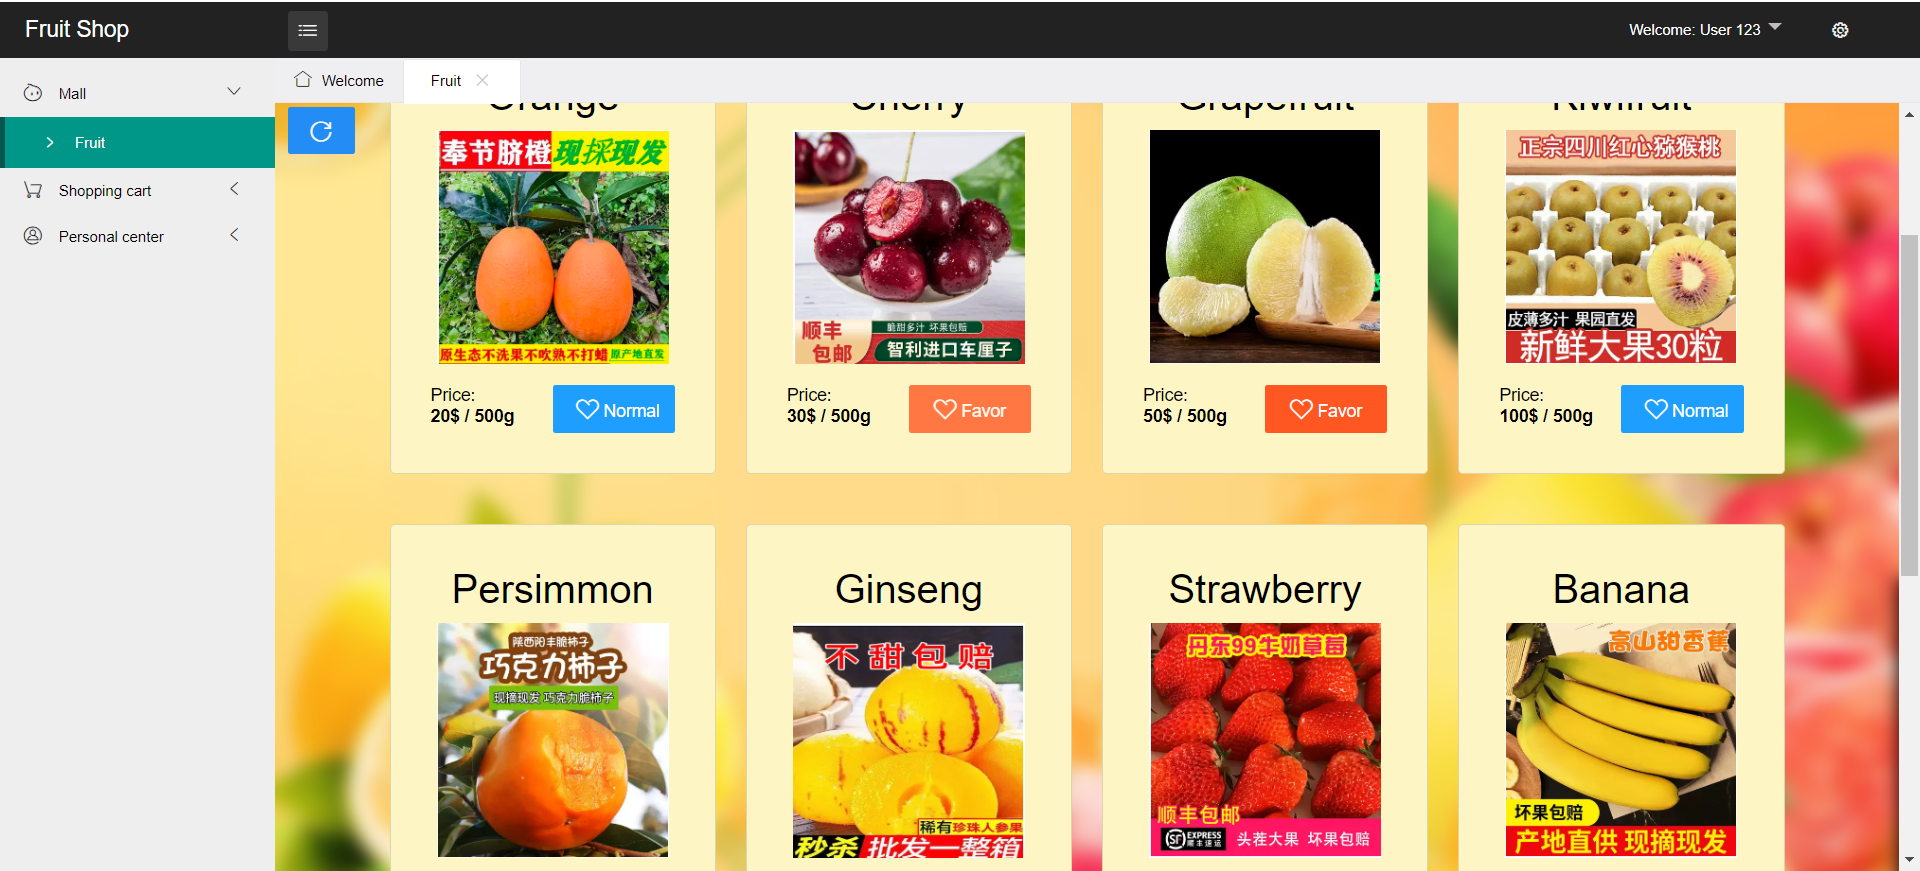 Fruit Shop
Welcome: User 123
Mall
Welcome
Fruit
Fruit
Shopping cart
Personal center
Orange
Cherry
Grapefruit
Kiwifruit
奉节脐橙现採现发
原生态不洗果不吹熟不打蜡原产地直发
顺丰
包邮
脆甜多汁 坏果包赔
智利进口车厘子
正宗四川红心猕猴桃
皮薄多汁 果园直发
新鲜大果30粒
Price:
20$ / 500g
Normal
Price:
30$ / 500g
Favor
Price:
50$ / 500g
Favor
Price:
100$ / 500g
Normal
Persimmon
Ginseng
Strawberry
Banana
陕西阳丰脆柿子
巧克力柿子
现摘现发 巧克力脆柿子
不甜包赔
稀有珍珠人参果
秒杀 批发一整箱
丹东99牛奶草莓
顺丰包邮
SF EXPRESS
顺丰速运
头茬大果 坏果包赔
高山甜香蕉
坏果包赔
产地直供 现摘现发